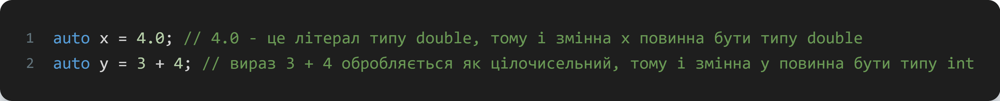 1 auto x = 4.0; // 4.0 - це літерал типу double, тому і змінна x повинна бути типу double
2 auto y = 3 + 4; // вираз 3 + 4 обробляється як цілочисельний, тому і змінна y повинна бути типу int